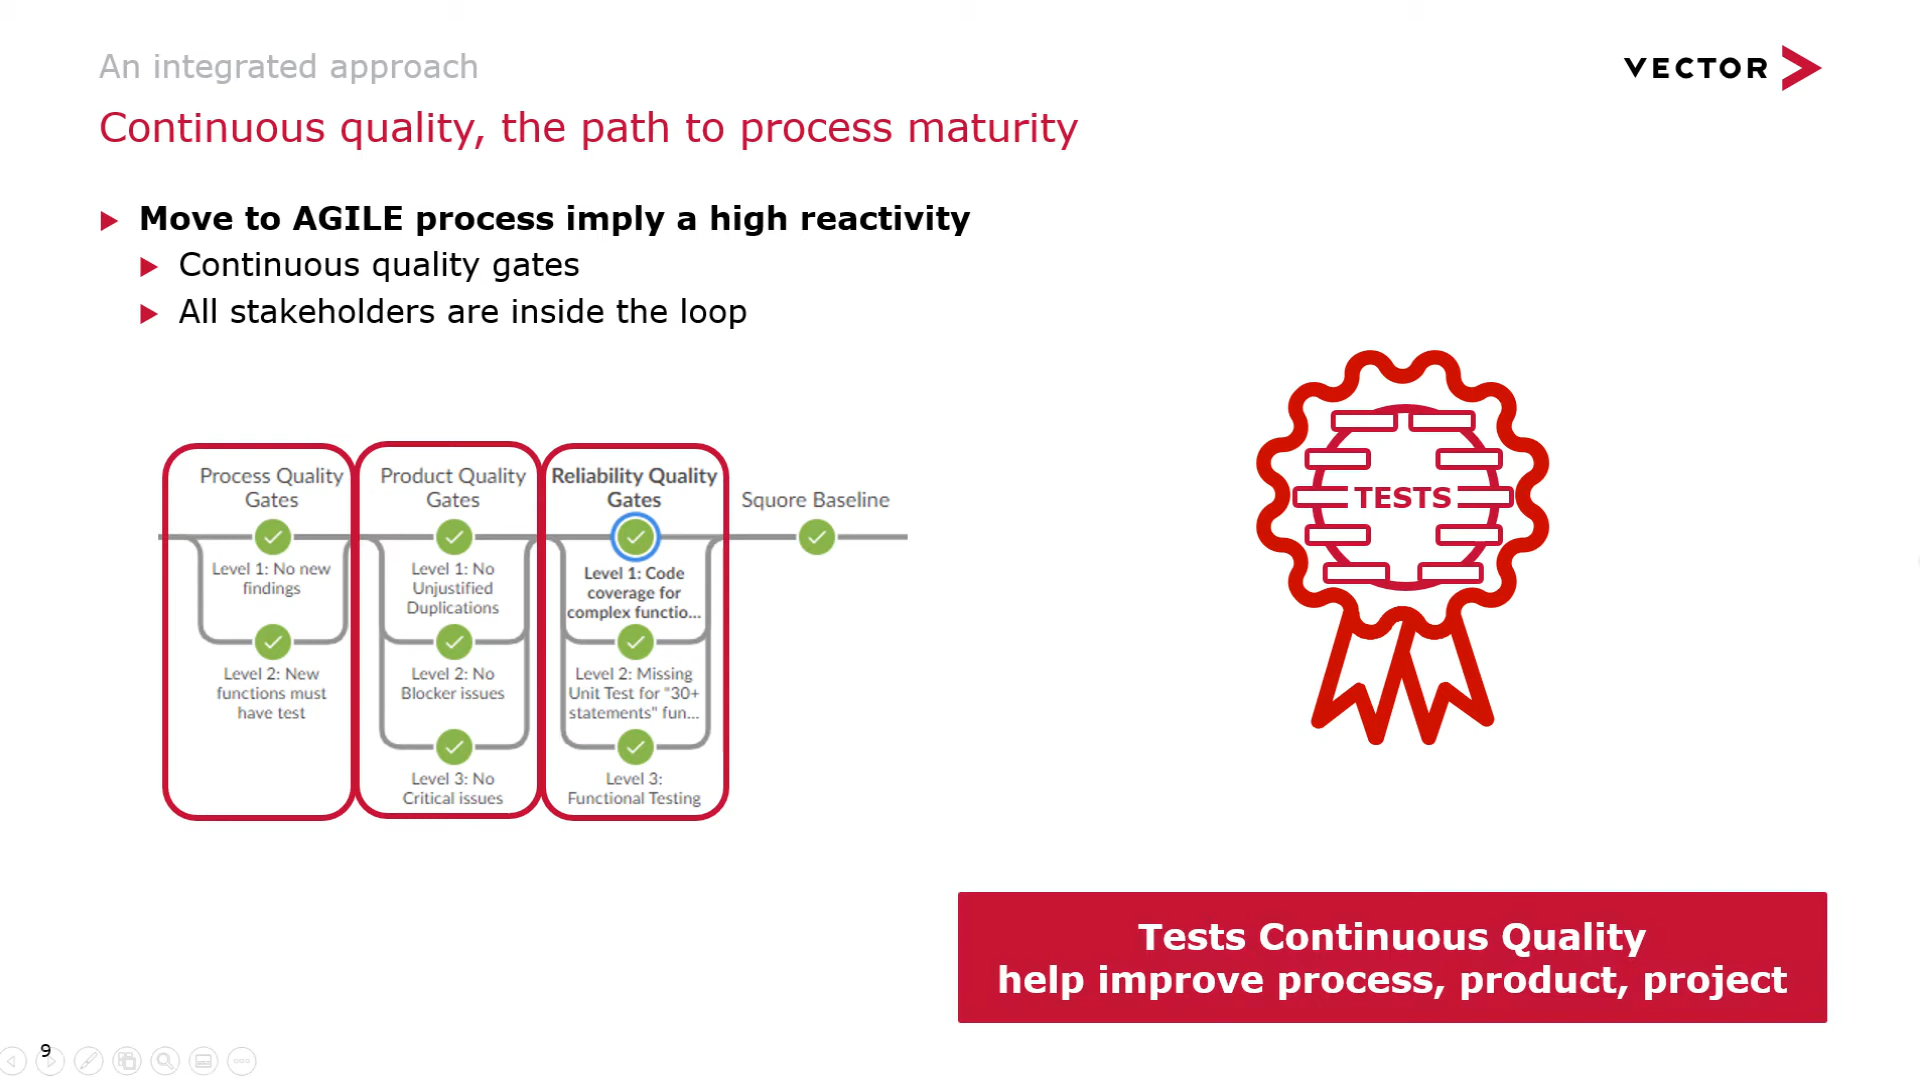 An integrated approach
VECTOR
Continuous quality, the path to process maturity
Move to AGILE process imply a high reactivity
Continuous quality gates
All stakeholders are inside the loop
Process Quality
Gates
Level 1: No new
findings
Level 2: New
functions must
have test
Product Quality
Gates
Level 1: No
Unjustified
Duplications
Level 2: No
Blocker issues
Level 3: No
Critical issues
Reliability Quality
Gates
Level 1: Code
coverage for
complex functio...
Level 2: Missing
Unit Test for "30+
statements" fun...
Level 3:
Functional Testing
Squore Baseline
TESTS
Tests Continuous Quality
help improve process, product, project
9